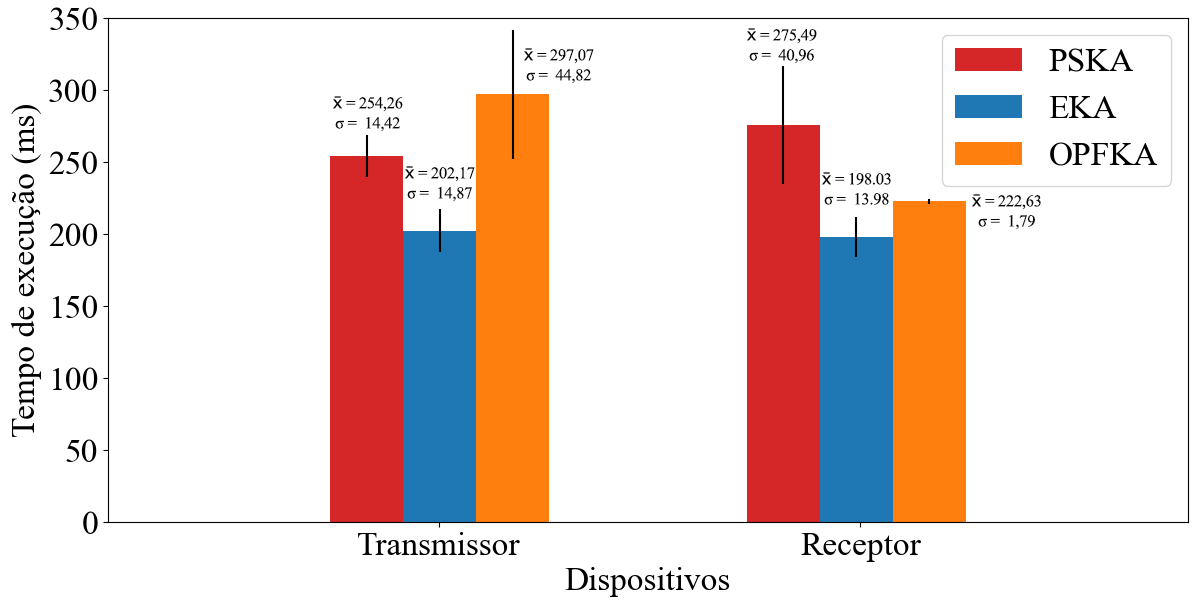 Tempo de execução (ms)
350
300
250
200
150
100
50
0
x̄ = 254,26
σ = 14,42
x̄ = 202,17
σ = 14,87
x̄ = 297,07
σ = 44,82
x̄ = 275,49
σ = 40,96
x̄ = 198.03
σ = 13.98
x̄ = 222,63
σ = 1,79
PSKA
EKA
OPFKA
Transmissor
Receptor
Dispositivos